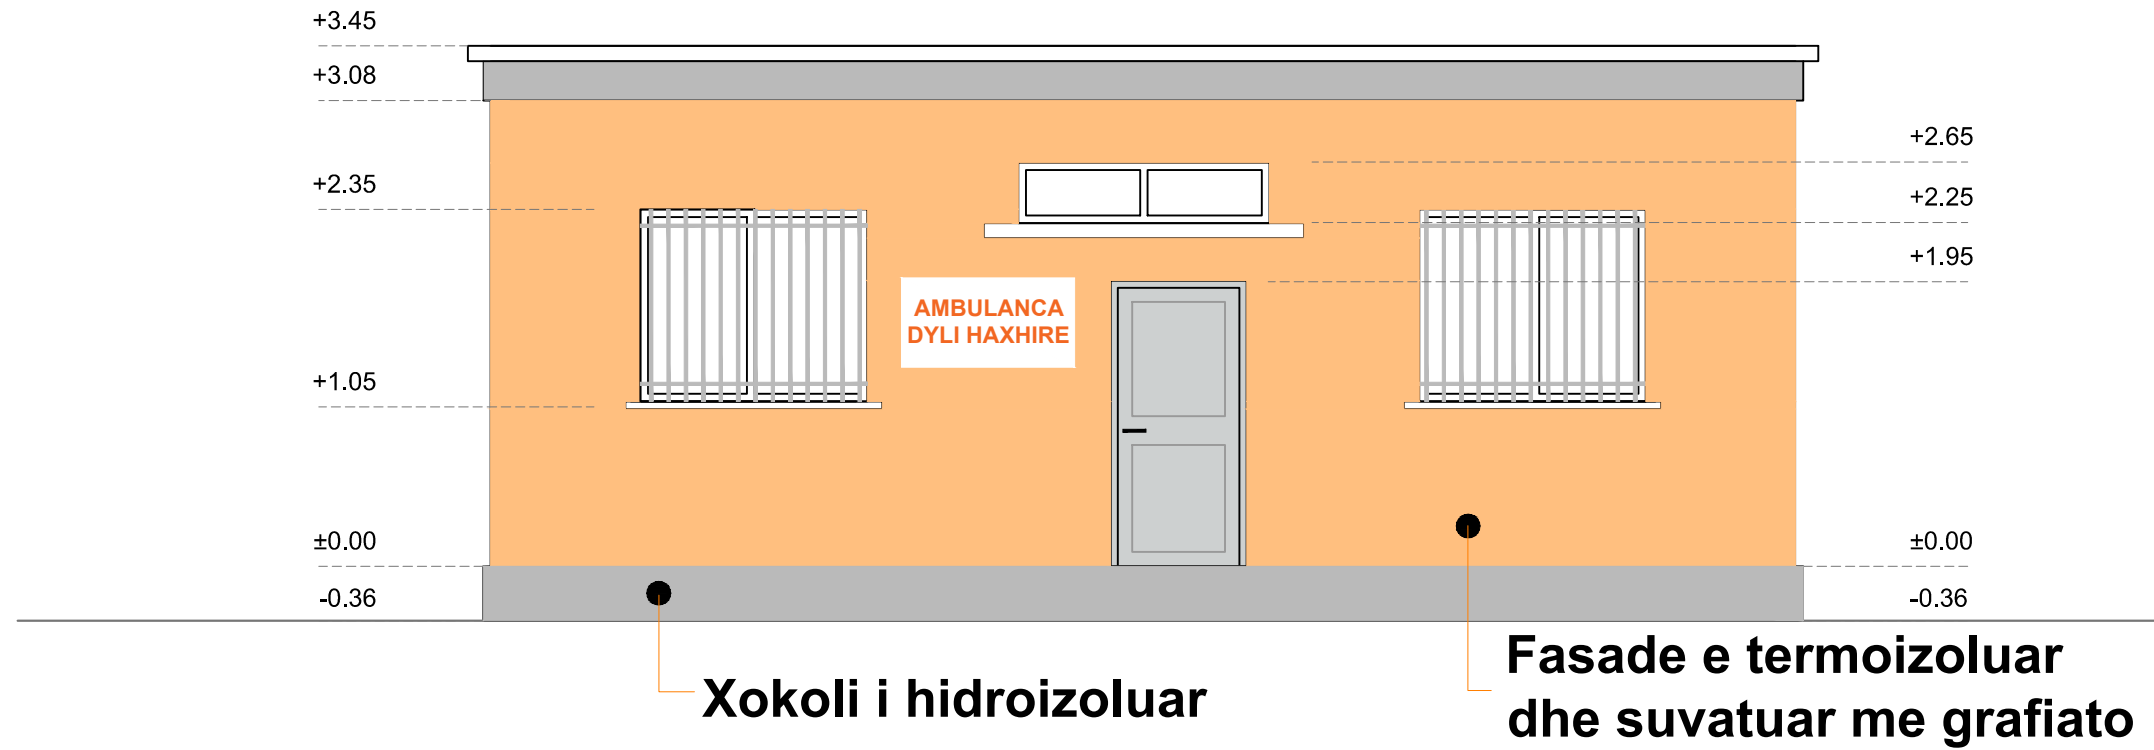 +3.45
+3.08
+2.65
+2.35
+2.25
+1.95
AMBULANCA
DYLI HAXHIRE
+1.05
±0.00
±0.00
-0.36
-0.36
Xokoli i hidroizoluar
Fasade e termoizoluar
dhe suvatuar me grafiato